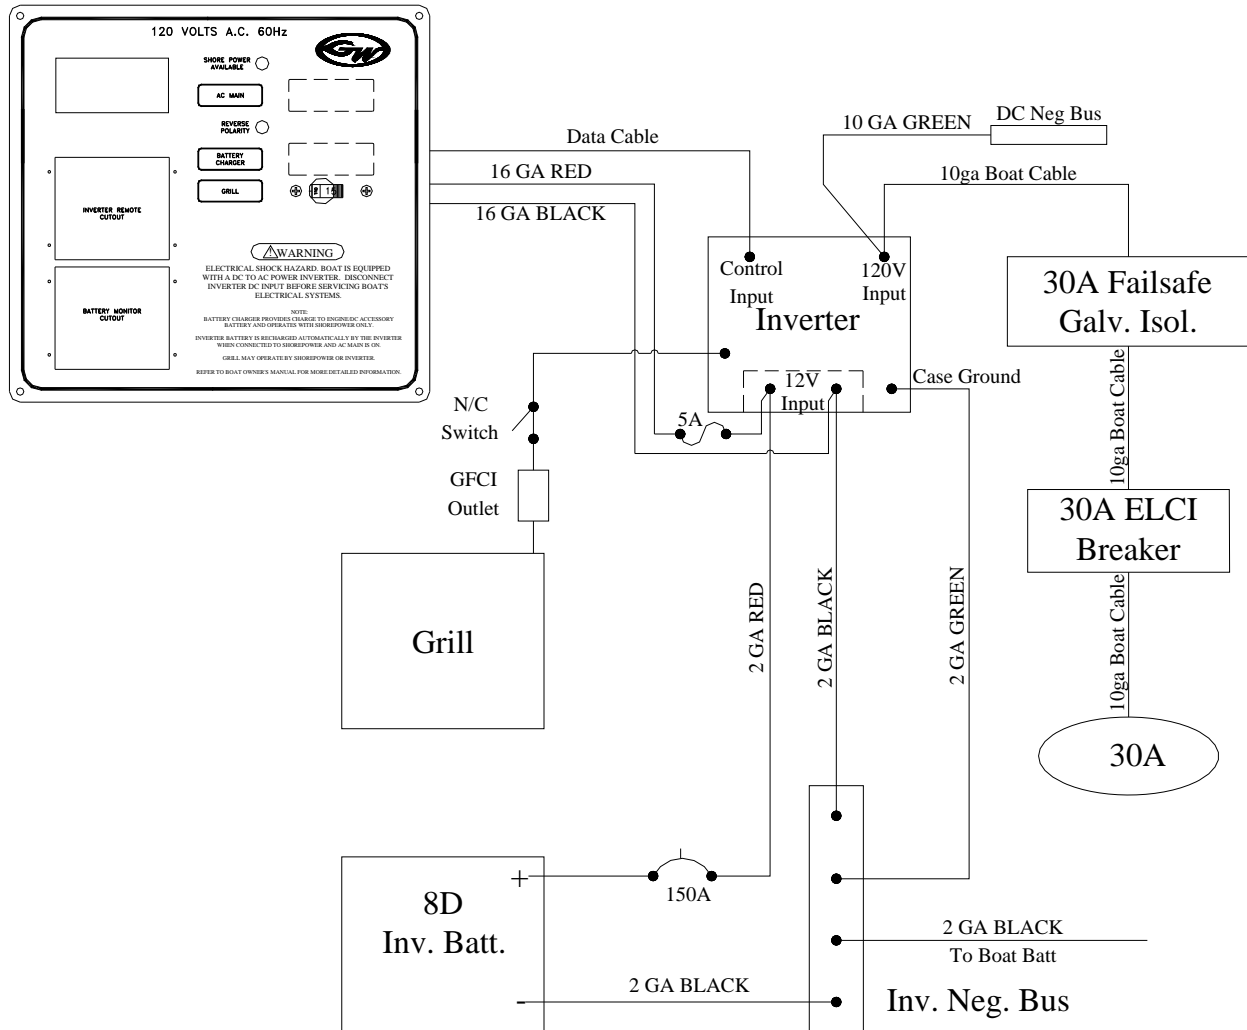 120 VOLTS A.C. 60Hz
GW
SHORE POWER
AVAILABLE
AC MAIN
REVERSE
POLARITY
BATTERY
CHARGER
GRILL
INVERTER REMOTE
CUTOUT
BATTERY MONITOR
CUTOUT
WARNING
ELECTRICAL SHOCK HAZARD. BOAT IS EQUIPPED
WITH A DC TO AC POWER INVERTER. DISCONNECT
INVERTER DC INPUT BEFORE SERVICING BOAT'S
ELECTRICAL SYSTEMS.
NOTE:
BATTERY CHARGER PROVIDES CHARGE TO ENGINE/DC ACCESSORY
BATTERY AND OPERATES WITH SHOREPOWER ONLY.
INVERTER BATTERY IS RECHARGED AUTOMATICALLY BY THE INVERTER
WHEN CONNECTED TO SHOREPOWER AND AC MAIN IS ON.
GRILL MAY OPERATE BY SHOREPOWER OR INVERTER.
REFER TO BOAT OWNER'S MANUAL FOR MORE DETAILED INFORMATION.
Data Cable
16 GA RED
16 GA BLACK
10 GA GREEN
DC Neg Bus
10ga Boat Cable
Control
Input
120V
Input
Inverter
12V
Input
Case Ground
5A
N/C
Switch
GFCI
Outlet
Grill
30A Failsafe
Galv. Isol.
10ga Boat Cable
30A ELCI
Breaker
10ga Boat Cable
30A
2 GA RED
2 GA BLACK
2 GA GREEN
8D
Inv. Batt.
+
-
150A
2 GA BLACK
2 GA BLACK
To Boat Batt
Inv. Neg. Bus